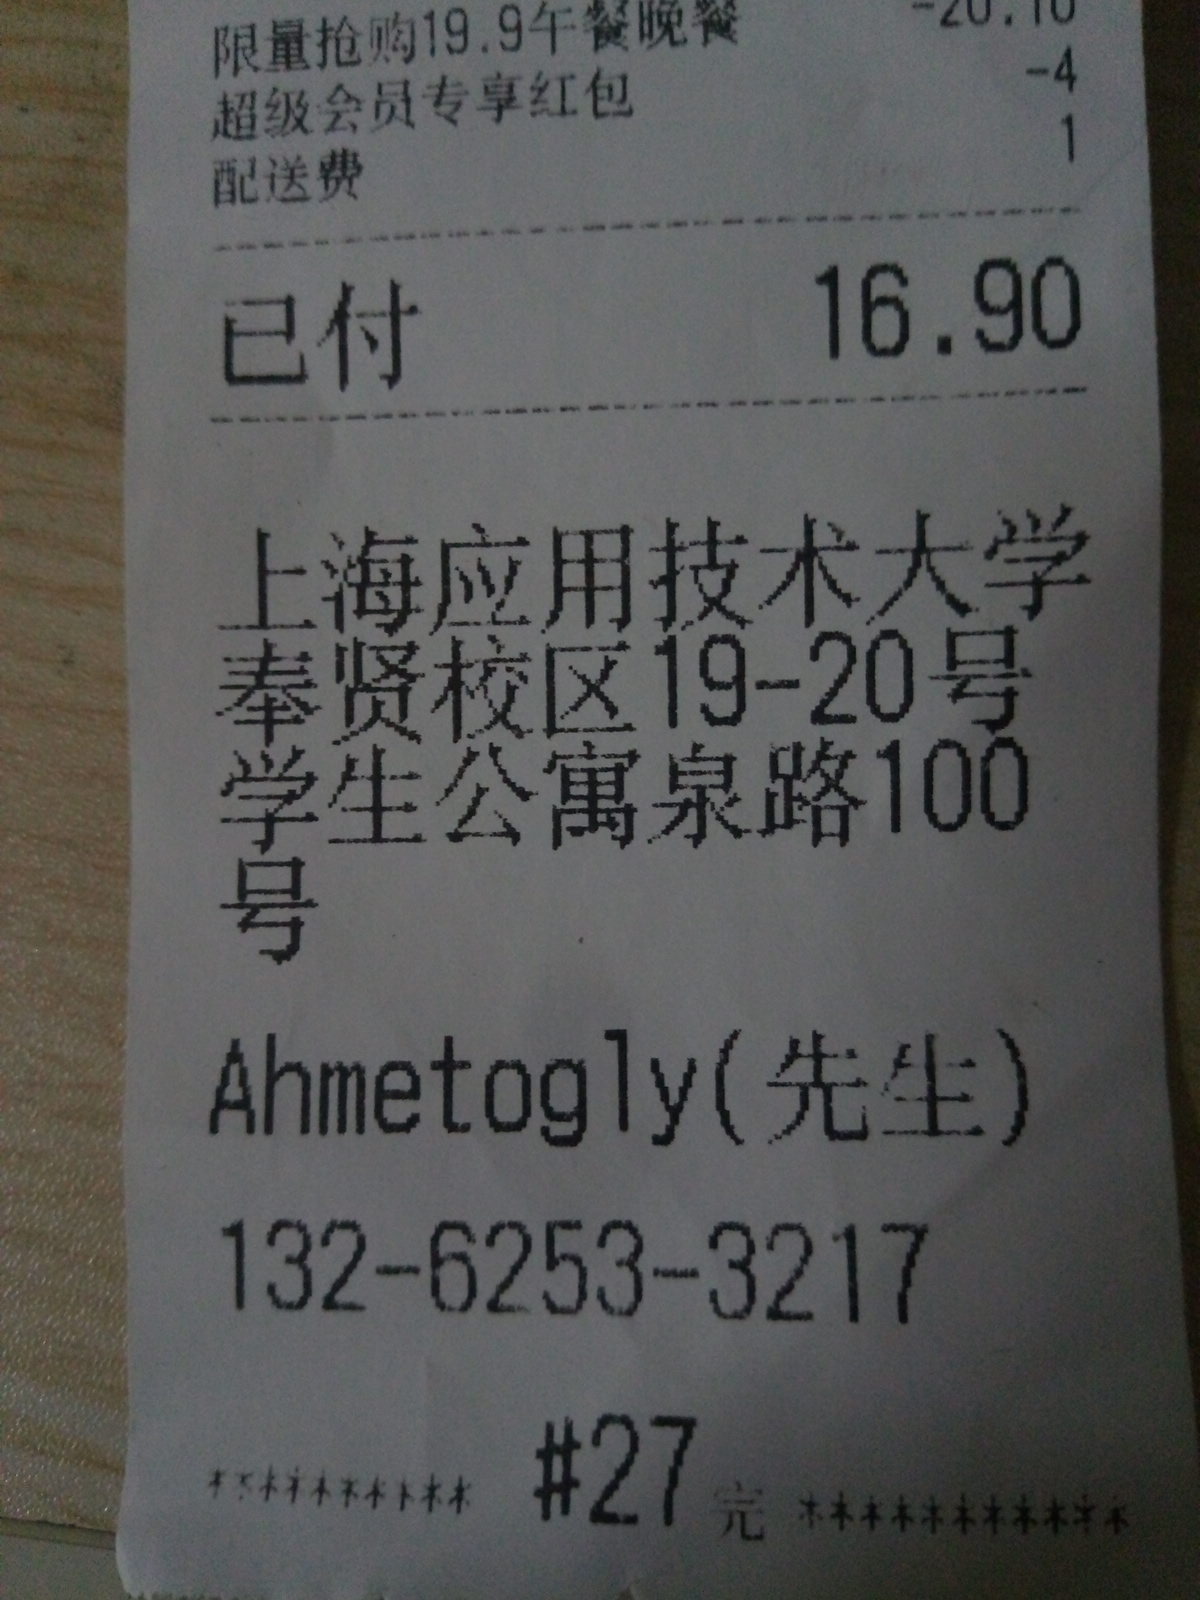 限量抢购19.9午餐晚餐 -20.10
超级会员专享红包 -4
配送费 1
已付 16.90
上海应用技术大学
奉贤校区19-20号
学生公寓泉路100
号
Ahmetogly(先生)
132-6253-3217
********** #27 完 ***********